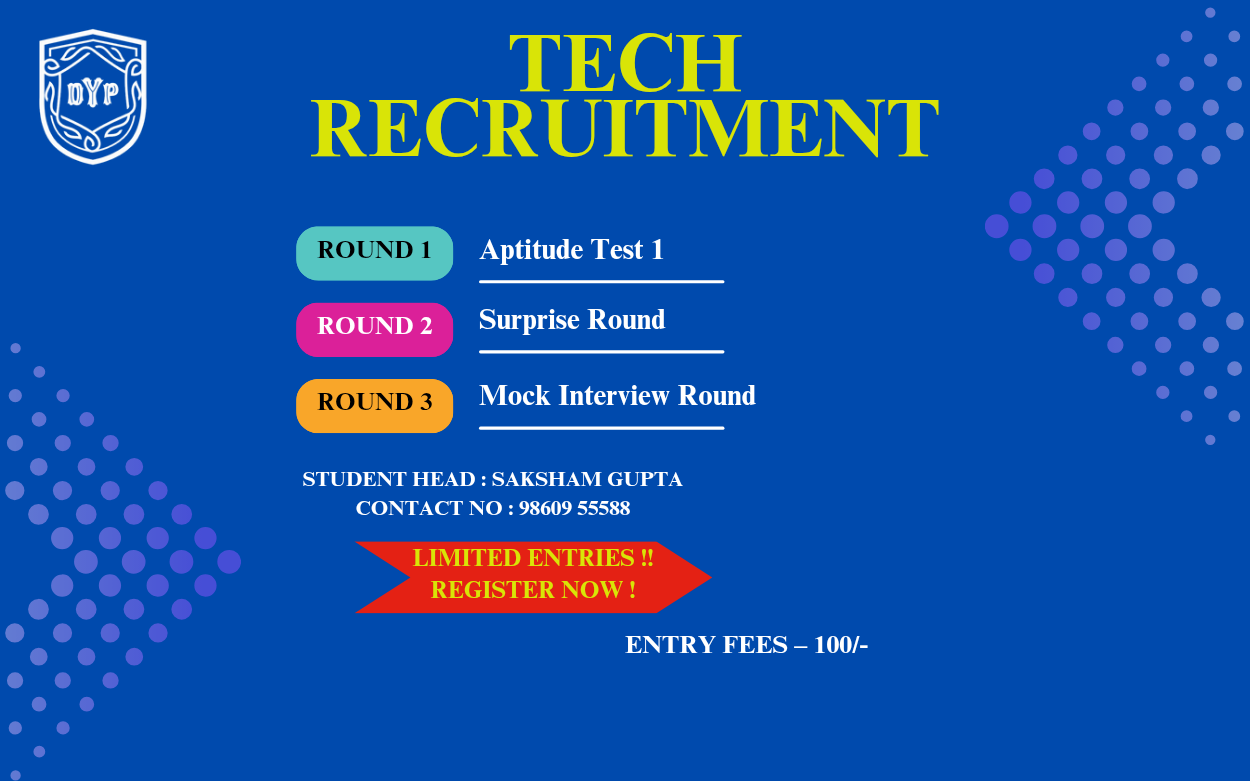 DYP
TECH
RECRUITMENT
ROUND 1
Aptitude Test 1
ROUND 2
Surprise Round
ROUND 3
Mock Interview Round
STUDENT HEAD : SAKSHAM GUPTA
CONTACT NO : 98609 55588
LIMITED ENTRIES !!
REGISTER NOW !
ENTRY FEES – 100/-